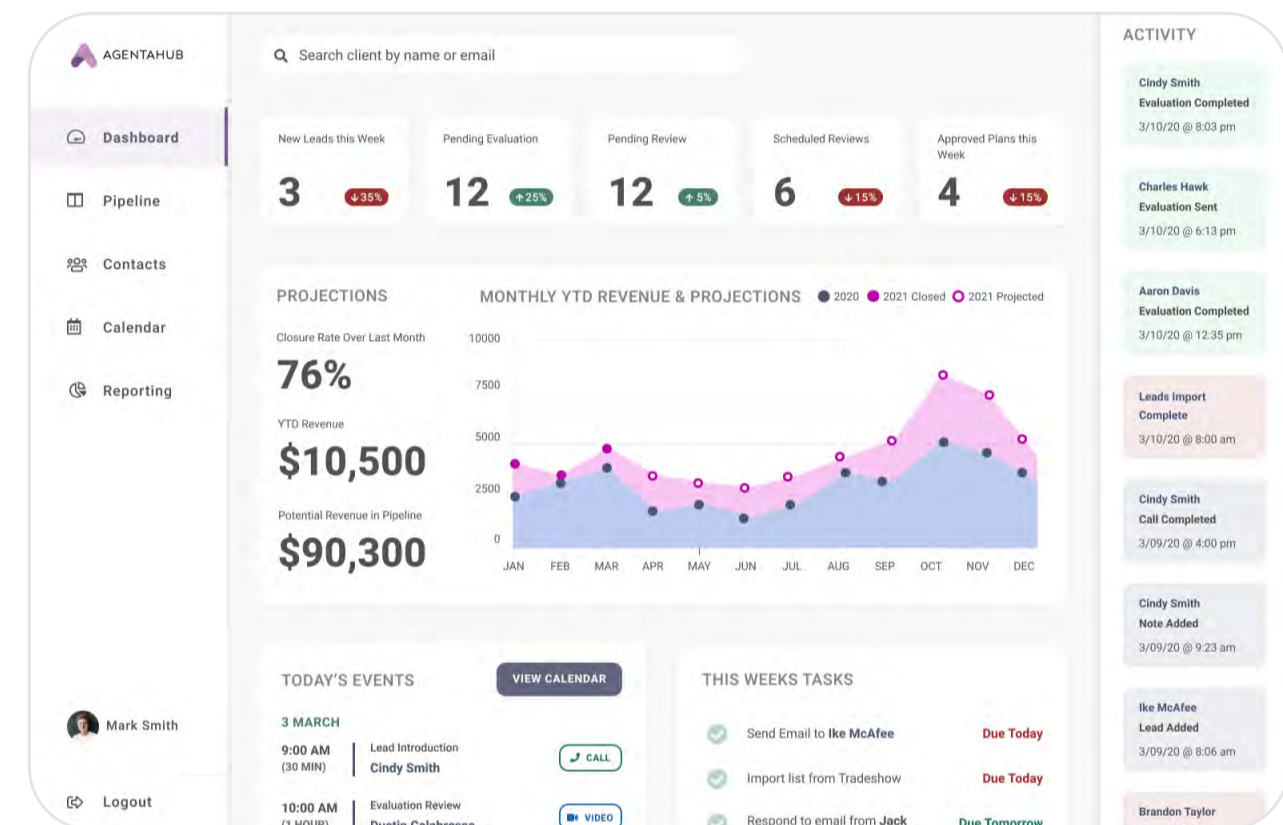 AGENTAHUB
Dashboard
Pipeline
Contacts
Calendar
Reporting
Mark Smith
Logout
Search client by name or email
New Leads this Week
3
↓35%
Pending Evaluation
12
↑25%
Pending Review
12
↑5%
Scheduled Reviews
6
↓15%
Approved Plans this
Week
4
↓15%
PROJECTIONS
Closure Rate Over Last Month
76%
YTD Revenue
$10,500
Potential Revenue in Pipeline
$90,300
MONTHLY YTD REVENUE & PROJECTIONS
2020 2021 Closed 2021 Projected
10000
7500
5000
2500
0
JAN FEB MAR APR MAY JUN JUL AUG SEP OCT NOV DEC
TODAY'S EVENTS
VIEW CALENDAR
3 MARCH
9:00 AM
(30 MIN)
Lead Introduction
Cindy Smith
CALL
10:00 AM
(1 HOUR)
Evaluation Review
Dustin
VIDEO
THIS WEEKS TASKS
Send Email to Ike McAfee Due Today
Import list from Tradeshow Due Today
Respond to email from Jack Due Tomorrow
ACTIVITY
Cindy Smith
Evaluation Completed
3/10/20 @ 8:03 pm
Charles Hawk
Evaluation Sent
3/10/20 @ 6:13 pm
Aaron Davis
Evaluation Completed
3/10/20 @ 12:35 pm
Leads Import
Complete
3/10/20 @ 8:00 am
Cindy Smith
Call Completed
3/09/20 @ 4:00 pm
Cindy Smith
Note Added
3/09/20 @ 9:23 am
Ike McAfee
Lead Added
3/09/20 @ 8:06 am
Brandon Taylor